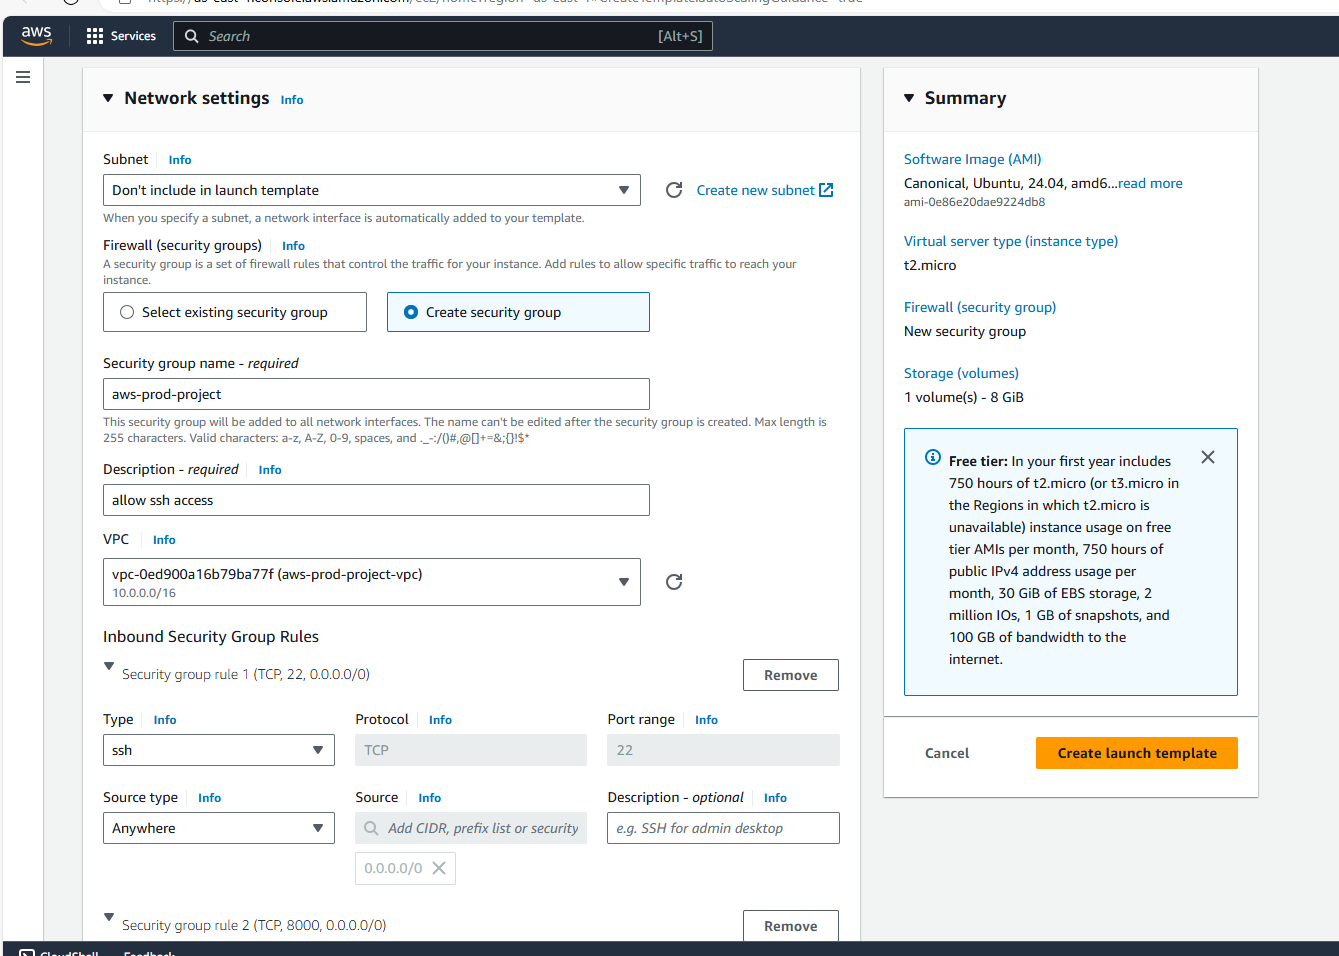 aws
Services
Search
[Alt+S]
Network settings Info
Subnet Info
Don't include in launch template
Create new subnet
When you specify a subnet, a network interface is automatically added to your template.
Firewall (security groups) Info
A security group is a set of firewall rules that control the traffic for your instance. Add rules to allow specific traffic to reach your
instance.
Select existing security group
Create security group
Security group name - required
aws-prod-project
This security group will be added to all network interfaces. The name can't be edited after the security group is created. Max length is
255 characters. Valid characters: a-z, A-Z, 0-9, spaces, and ._-:/()#,@[]+=&;{}!$*
Description - required Info
allow ssh access
VPC Info
vpc-0ed900a16b79ba77f (aws-prod-project-vpc)
10.0.0.0/16
Inbound Security Group Rules
Security group rule 1 (TCP, 22, 0.0.0.0/0)
Remove
Type Info
Protocol Info
Port range Info
ssh
TCP
22
Source type Info
Source Info
Description - optional Info
Anywhere
Add CIDR, prefix list or security
e.g. SSH for admin desktop
0.0.0.0/0
Security group rule 2 (TCP, 8000, 0.0.0.0/0)
Remove
Summary
Software Image (AMI)
Canonical, Ubuntu, 24.04, amd6...read more
ami-0e86e20dae9224db8
Virtual server type (instance type)
t2.micro
Firewall (security group)
New security group
Storage (volumes)
1 volume(s) - 8 GiB
Free tier: In your first year includes
750 hours of t2.micro (or t3.micro in
the Regions in which t2.micro is
unavailable) instance usage on free
tier AMIs per month, 750 hours of
public IPv4 address usage per
month, 30 GiB of EBS storage, 2
million IOs, 1 GB of snapshots, and
100 GB of bandwidth to the
internet.
Cancel
Create launch template
CloudShell
Feedback